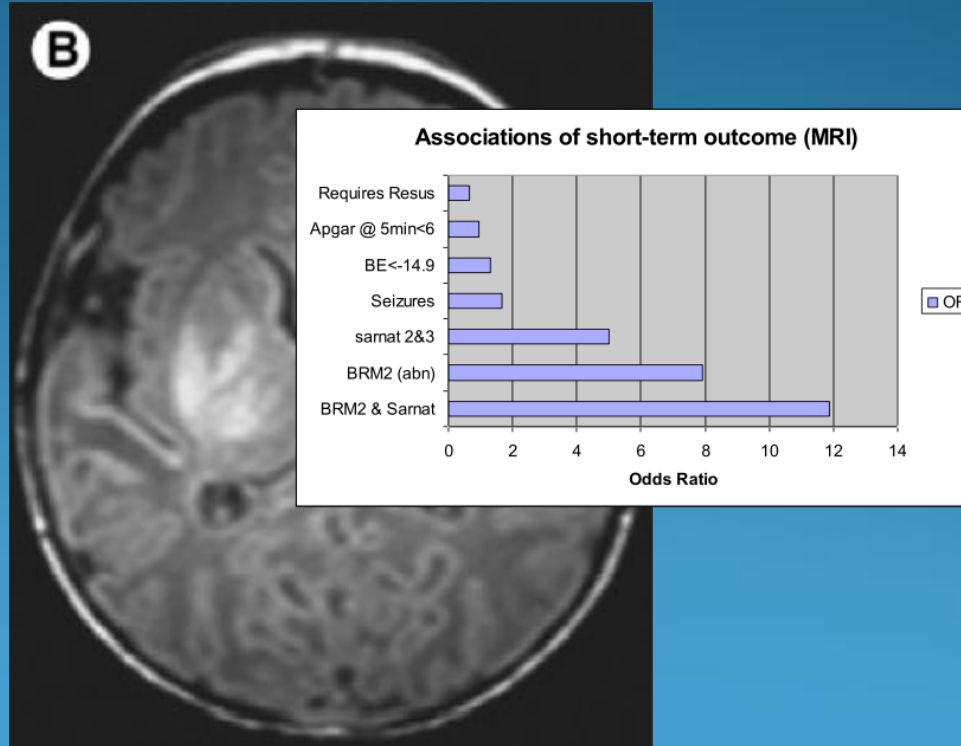 B
Associations of short-term outcome (MRI)
Requires Resus
Apgar @ 5min<6
BE<-14.9
Seizures
sarnat 2&3
BRM2 (abn)
BRM2 & Sarnat
0 2 4 6 8 10 12 14
Odds Ratio